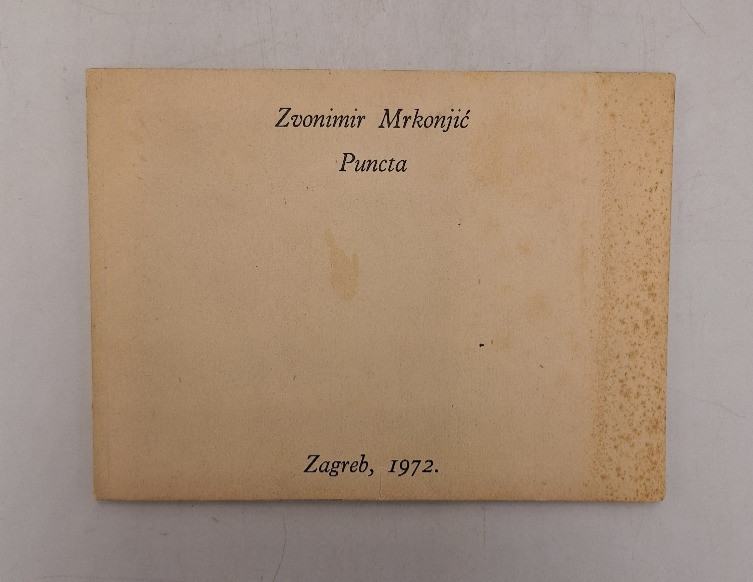 Zvonimir Mrkonjić
Puncta
Zagreb, 1972.